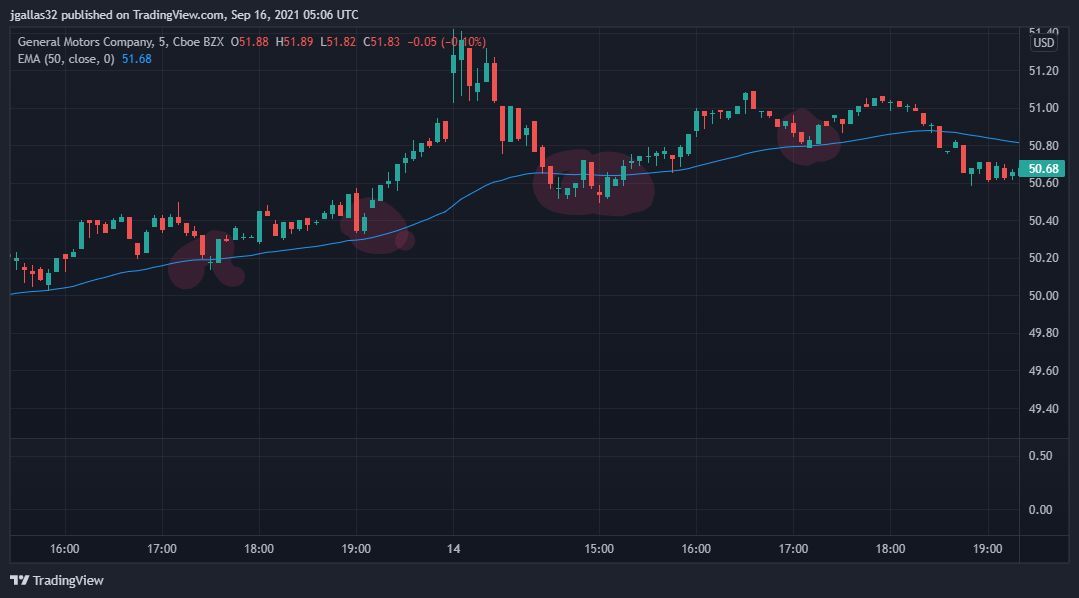 jgallas32 published on TradingView.com, Sep 16, 2021 05:06 UTC
General Motors Company, 5, Cboe BZX O51.88 H51.89 L51.82 C51.83 −0.05 (−0.10%)
EMA (50, close, 0) 51.68
51.40
USD
51.20
51.00
50.80
50.68
50.60
50.40
50.20
50.00
49.80
49.60
49.40
0.50
0.00
16:00 17:00 18:00 19:00 14 15:00 16:00 17:00 18:00 19:00
TradingView